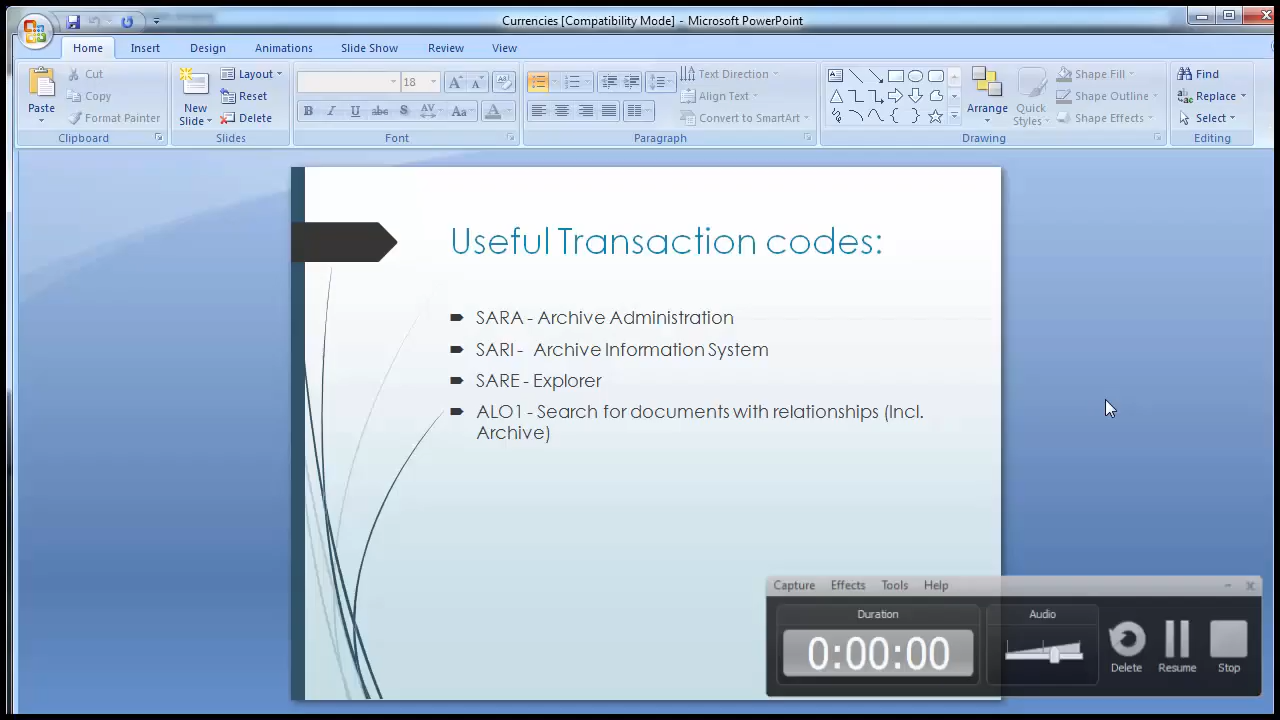 Currencies [Compatibility Mode] - Microsoft PowerPoint
Home Insert Design Animations Slide Show Review View
Paste
Cut
Copy
Format Painter
Clipboard
New Slide
Layout
Reset
Delete
Slides
18
B I U abc S AV Aa A
Font
Text Direction
Align Text
Convert to SmartArt
Paragraph
Arrange
Quick Styles
Shape Fill
Shape Outline
Shape Effects
Drawing
Find
Replace
Select
Editing
Useful Transaction codes:
SARA - Archive Administration
SARI - Archive Information System
SARE - Explorer
ALO1 - Search for documents with relationships (Incl.
Archive)
Capture Effects Tools Help
Duration
0:00:00
Audio
Delete Resume Stop